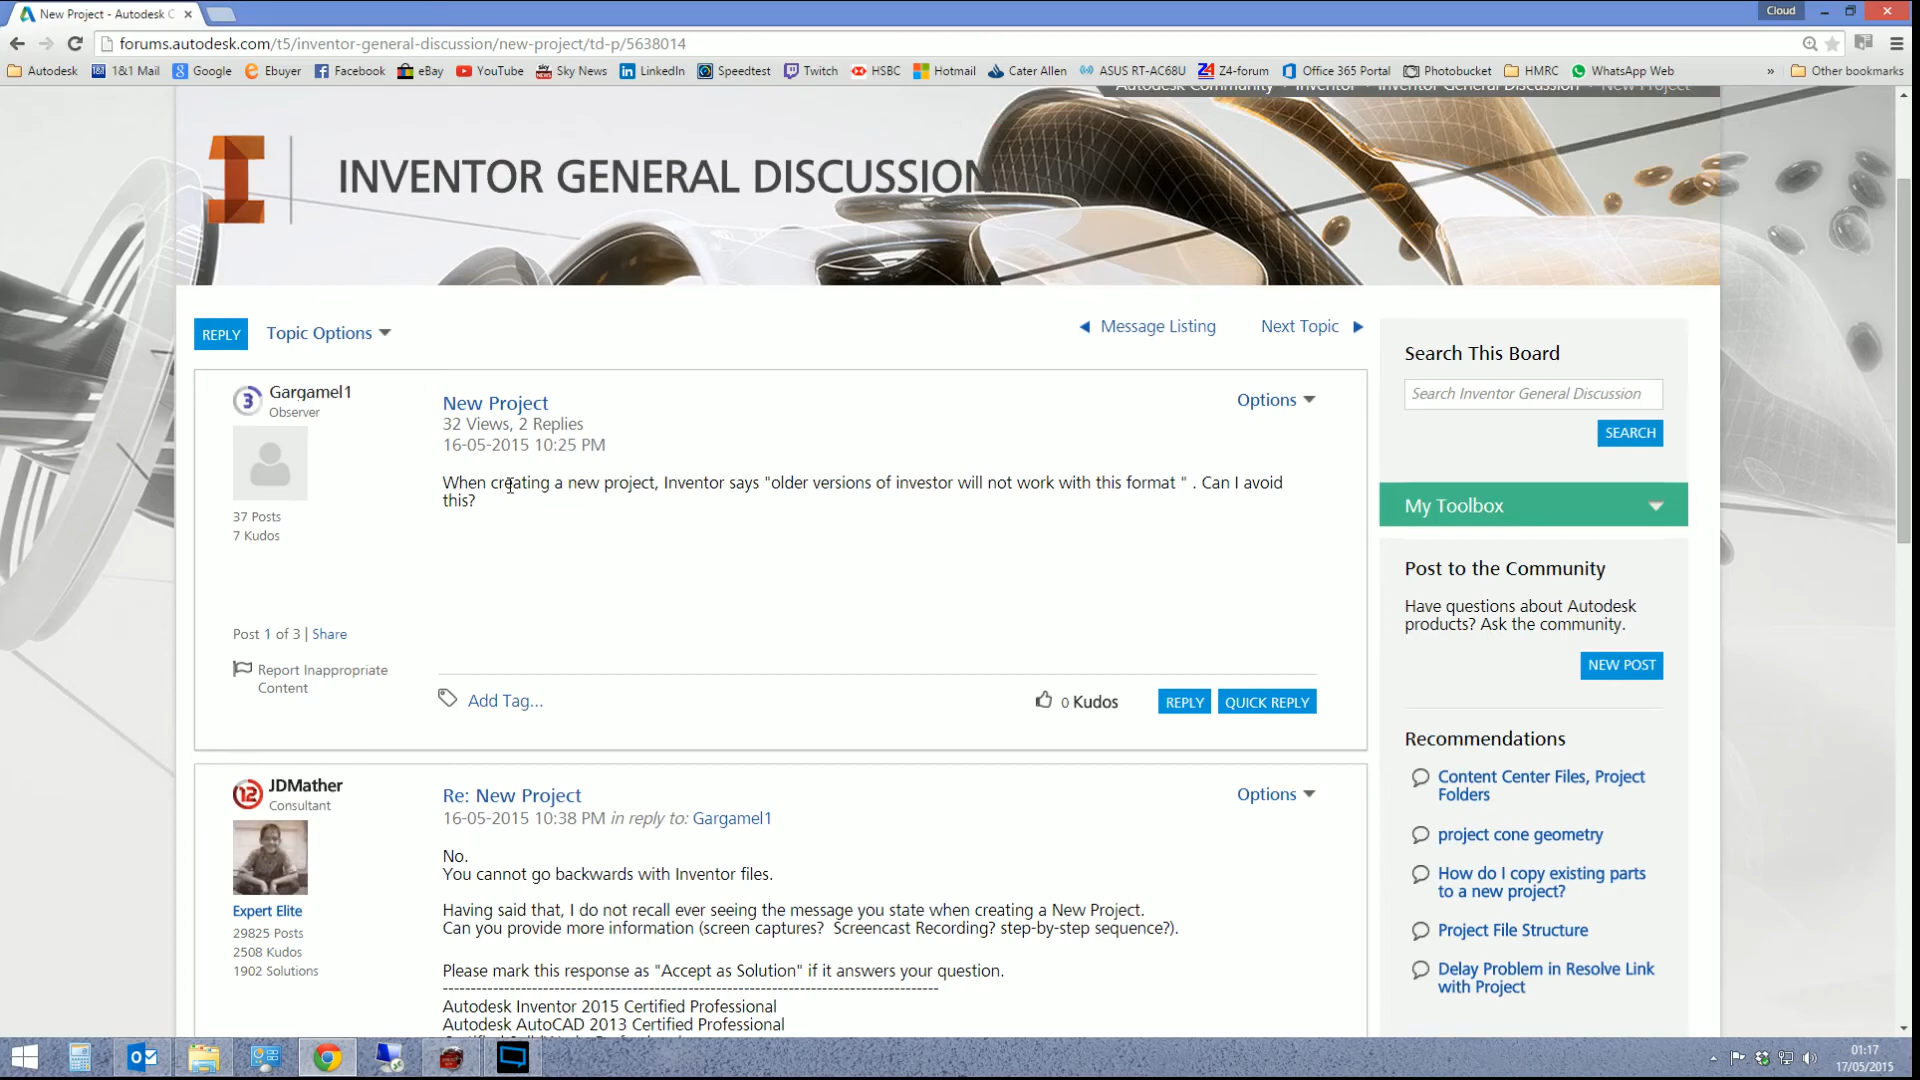 New Project - Autodesk C
Cloud
forums.autodesk.com/t5/inventor-general-discussion/new-project/td-p/5638014
Autodesk 1&1 Mail Google Ebuyer Facebook eBay YouTube Sky News LinkedIn Speedtest Twitch HSBC Hotmail Cater Allen ASUS RT-AC68U Z4-forum Office 365 Portal Photobucket HMRC WhatsApp Web » Other bookmarks
Autodesk Community Inventor Inventor General Discussion New Project
INVENTOR GENERAL DISCUSSION
REPLY Topic Options
Message Listing Next Topic
Gargamel1
Observer
37 Posts
7 Kudos
Post 1 of 3 | Share
Report Inappropriate
Content
New Project
32 Views, 2 Replies
16-05-2015 10:25 PM
Options
When creating a new project, Inventor says "older versions of investor will not work with this format " . Can I avoid
this?
Add Tag...
0 Kudos
REPLY QUICK REPLY
JDMather
Consultant
Expert Elite
29825 Posts
2508 Kudos
1902 Solutions
Re: New Project
16-05-2015 10:38 PM in reply to: Gargamel1
Options
No.
You cannot go backwards with Inventor files.
Having said that, I do not recall ever seeing the message you state when creating a New Project.
Can you provide more information (screen captures? Screencast Recording? step-by-step sequence?).
Please mark this response as "Accept as Solution" if it answers your question.
-----------------------------------------------------------------------------------------
Autodesk Inventor 2015 Certified Professional
Autodesk AutoCAD 2013 Certified Professional
Search This Board
Search Inventor General Discussion
SEARCH
My Toolbox
Post to the Community
Have questions about Autodesk
products? Ask the community.
NEW POST
Recommendations
Content Center Files, Project
Folders
project cone geometry
How do I copy existing parts
to a new project?
Project File Structure
Delay Problem in Resolve Link
with Project
01:17
17/05/2015